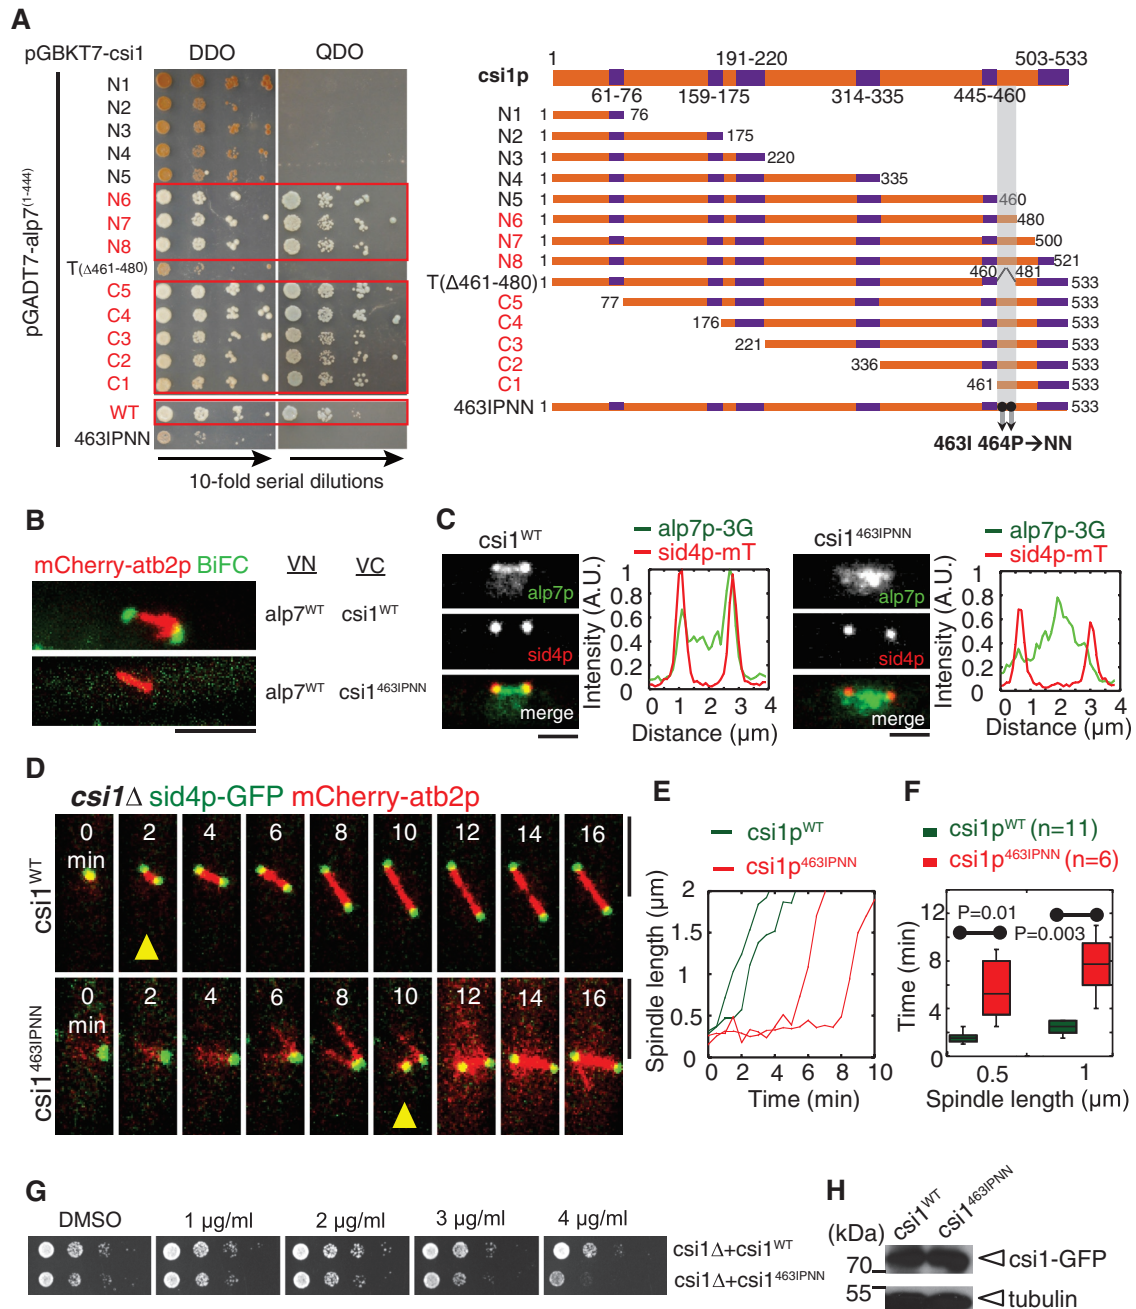 A
pGBKT7-csi1 DDO QDO
pGADT7-alp7(1-444)
N1
N2
N3
N4
N5
N6
N7
N8
T(Δ461-480)
C5
C4
C3
C2
C1
WT
463IPNN
10-fold serial dilutions
1 191-220 503-533
csi1p
61-76 159-175 314-335 445-460
N1 1 76
N2 1 175
N3 1 220
N4 1 335
N5 1 460
N6 1 480
N7 1 500
N8 1 521
460 481
T(Δ461-480) 1 533
C5 77 533
C4 176 533
C3 221 533
C2 336 533
C1 461 533
463IPNN 1 533
463I 464P→NN
B
mCherry-atb2p BiFC VN VC
alp7WT csi1WT
alp7WT csi1463IPNN
C
csi1WT
alp7p
sid4p
merge
alp7p-3G
sid4p-mT
Intensity (A.U.)
1
0.8
0.6
0.4
0.2
0
0 1 2 3 4
Distance (μm)
csi1463IPNN
alp7p
sid4p
merge
alp7p-3G
sid4p-mT
Intensity (A.U.)
1
0.8
0.6
0.4
0.2
0
0 1 2 3 4
Distance (μm)
D
csi1Δ sid4p-GFP mCherry-atb2p
csi1WT
0 2 4 6 8 10 12 14 16
min
csi1463IPNN
0 2 4 6 8 10 12 14 16
min
E
csi1pWT
csi1p463IPNN
Spindle length (μm)
2
1.5
1
0.5
0
0 2 4 6 8 10
Time (min)
F
csi1pWT (n=11)
csi1p463IPNN (n=6)
Time (min)
12
8
4
0
P=0.01
P=0.003
0.5 1
Spindle length (μm)
G
DMSO 1 μg/ml 2 μg/ml 3 μg/ml 4 μg/ml
csi1Δ+csi1WT
csi1Δ+csi1463IPNN
H
csi1WT csi1463IPNN
(kDa)
70 csi1-GFP
55 tubulin